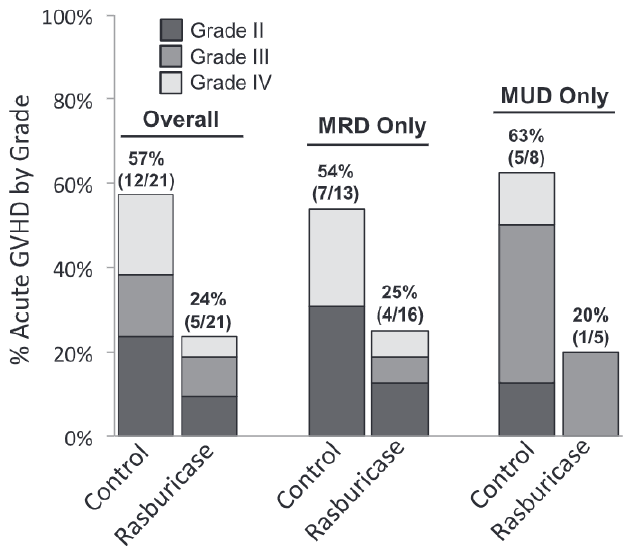 100%
80%
60%
40%
20%
0%
% Acute GVHD by Grade
Grade II
Grade III
Grade IV
Overall
57%
(12/21)
24%
(5/21)
MRD Only
54%
(7/13)
25%
(4/16)
MUD Only
63%
(5/8)
20%
(1/5)
Control
Rasburicase
Control
Rasburicase
Control
Rasburicase